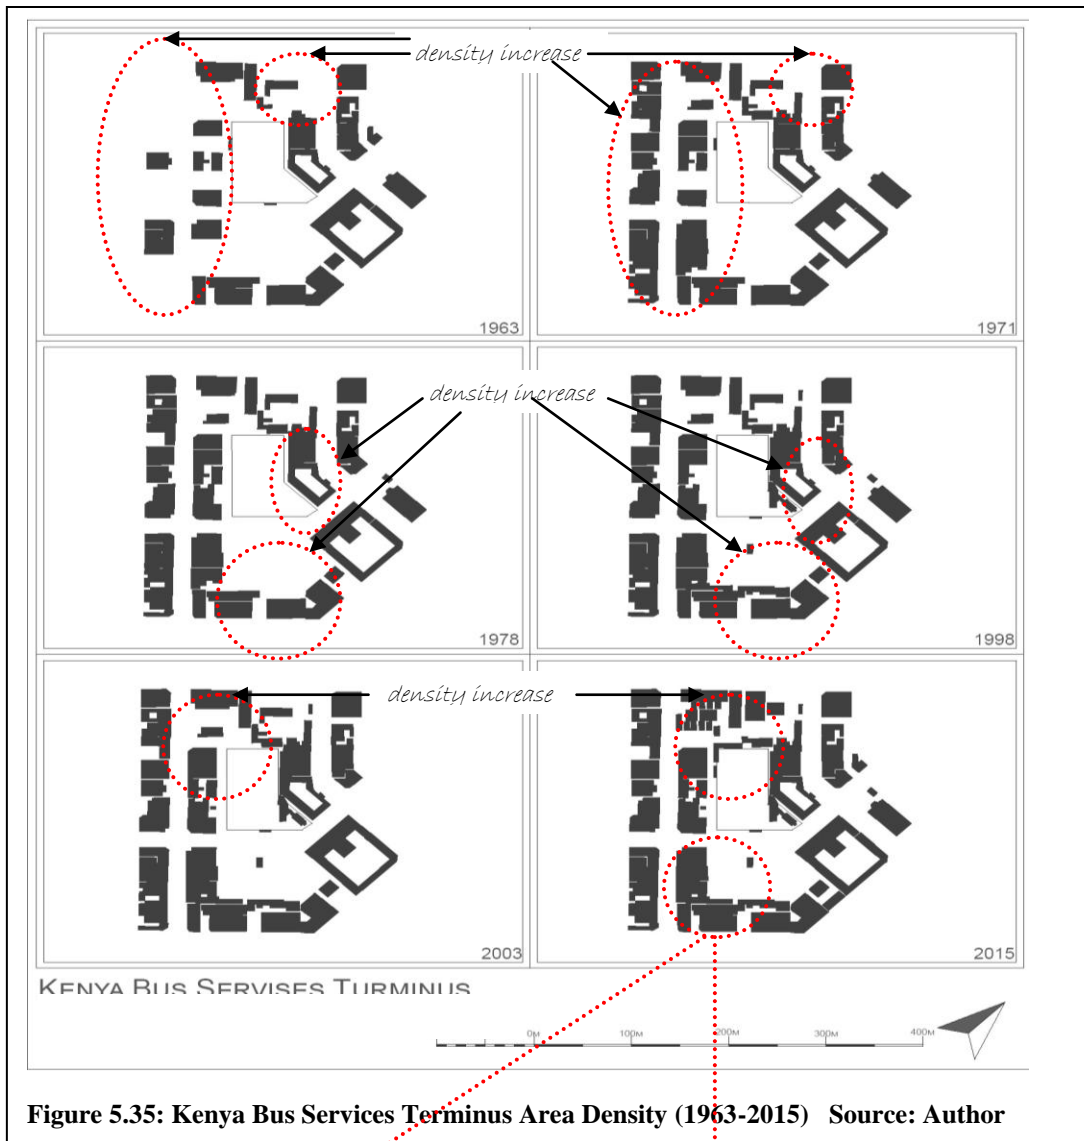 density increase
1963
1971
density increase
1978
1998
density increase
2003
2015
KENYA BUS SERVISES TURMINUS
0M 100M 200M 300M 400M
Figure 5.35: Kenya Bus Services Terminus Area Density (1963-2015) Source: Author